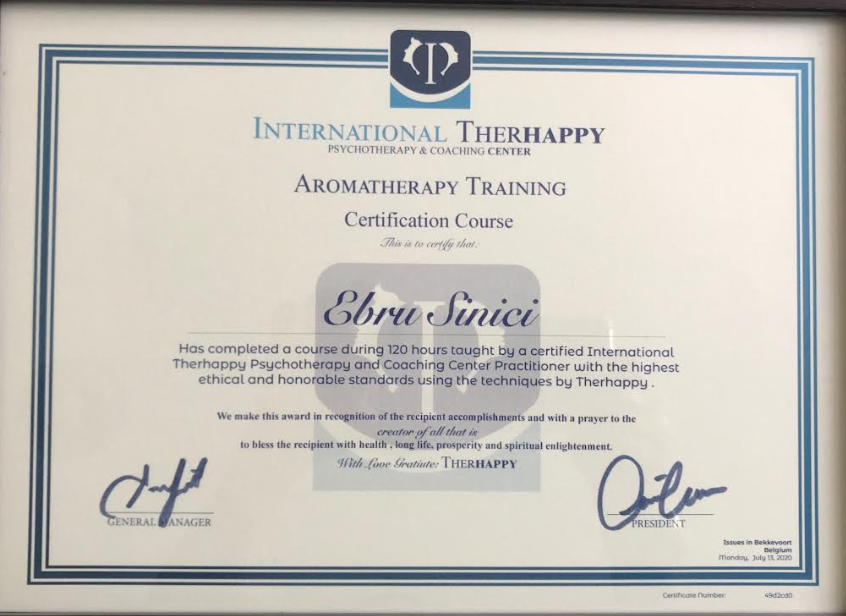 INTERNATIONAL THERHAPPY
PSYCHOTHERAPY & COACHING CENTER
AROMATHERAPY TRAINING
Certification Course
This is to certify that:
Ebru Sinici
Has completed a course during 120 hours taught by a certified International
Therhappy Psychotherapy and Coaching Center Practitioner with the highest
ethical and honorable standards using the techniques by Therhappy .
We make this award in recognition of the recipient accomplishments and with a prayer to the
creator of all that is
to bless the recipient with health , long life, prosperity and spiritual enlightenment.
With Love Gratiute: THERHAPPY
GENERAL MANAGER
PRESIDENT
Issues in Bekkevoort
Belgium
Monday, July 13, 2020
Certificate Number: 49d2cd0